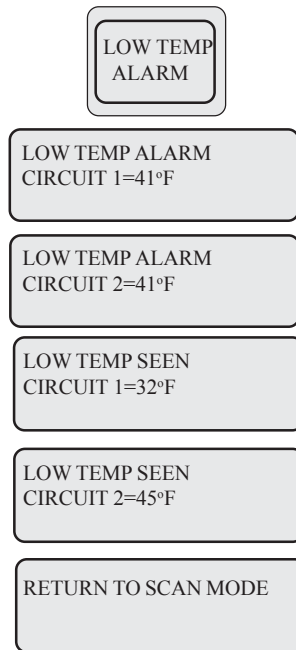 LOW TEMP
ALARM
LOW TEMP ALARM
CIRCUIT 1=41°F
LOW TEMP ALARM
CIRCUIT 2=41°F
LOW TEMP SEEN
CIRCUIT 1=32°F
LOW TEMP SEEN
CIRCUIT 2=45°F
RETURN TO SCAN MODE